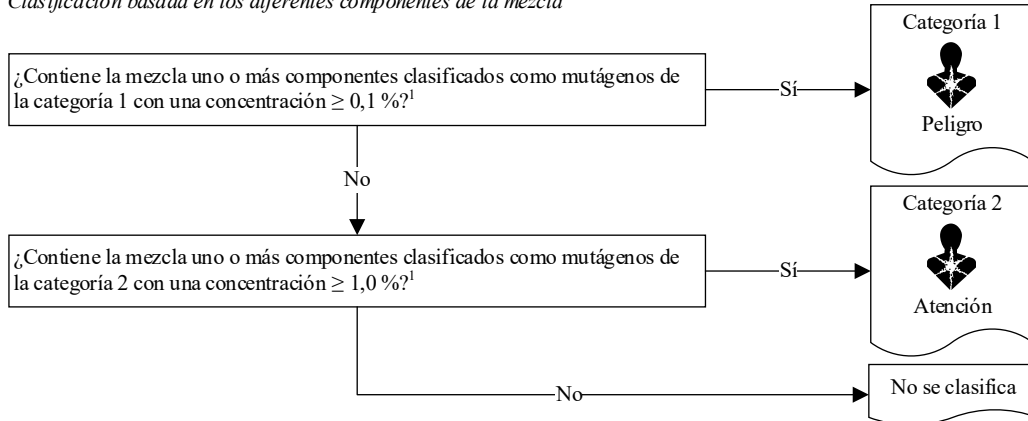 Clasificación basada en los diferentes componentes de la mezcla
Categoría 1
¿Contiene la mezcla uno o más componentes clasificados como mutágenos de
la categoría 1 con una concentración ≥ 0,1 %?¹
Sí
Peligro
No
Categoría 2
¿Contiene la mezcla uno o más componentes clasificados como mutágenos de
la categoría 2 con una concentración ≥ 1,0 %?¹
Sí
Atención
No
No se clasifica